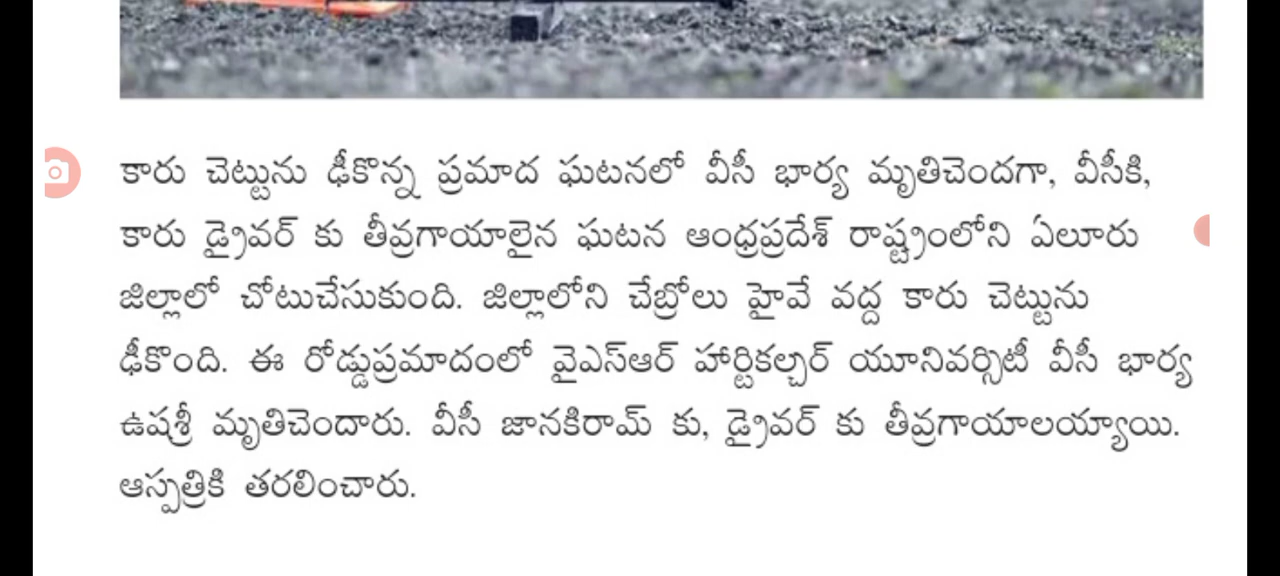 కారు చెట్టును ఢీకొన్న ప్రమాద ఘటనలో వీసీ భార్య మృతిచెందగా, వీసీకి,
కారు డ్రైవర్ కు తీవ్రగాయాలైన ఘటన ఆంధ్రప్రదేశ్ రాష్ట్రంలోని ఏలూరు
జిల్లాలో చోటుచేసుకుంది. జిల్లాలోని చేబ్రోలు హైవే వద్ద కారు చెట్టును
ఢీకొంది. ఈ రోడ్డుప్రమాదంలో వైఎస్ఆర్ హార్టికల్చర్ యూనివర్సిటీ వీసీ భార్య
ఉషశ్రీ మృతిచెందారు. వీసీ జానకిరామ్ కు, డ్రైవర్ కు తీవ్రగాయాలయ్యాయి.
ఆస్పత్రికి తరలించారు.